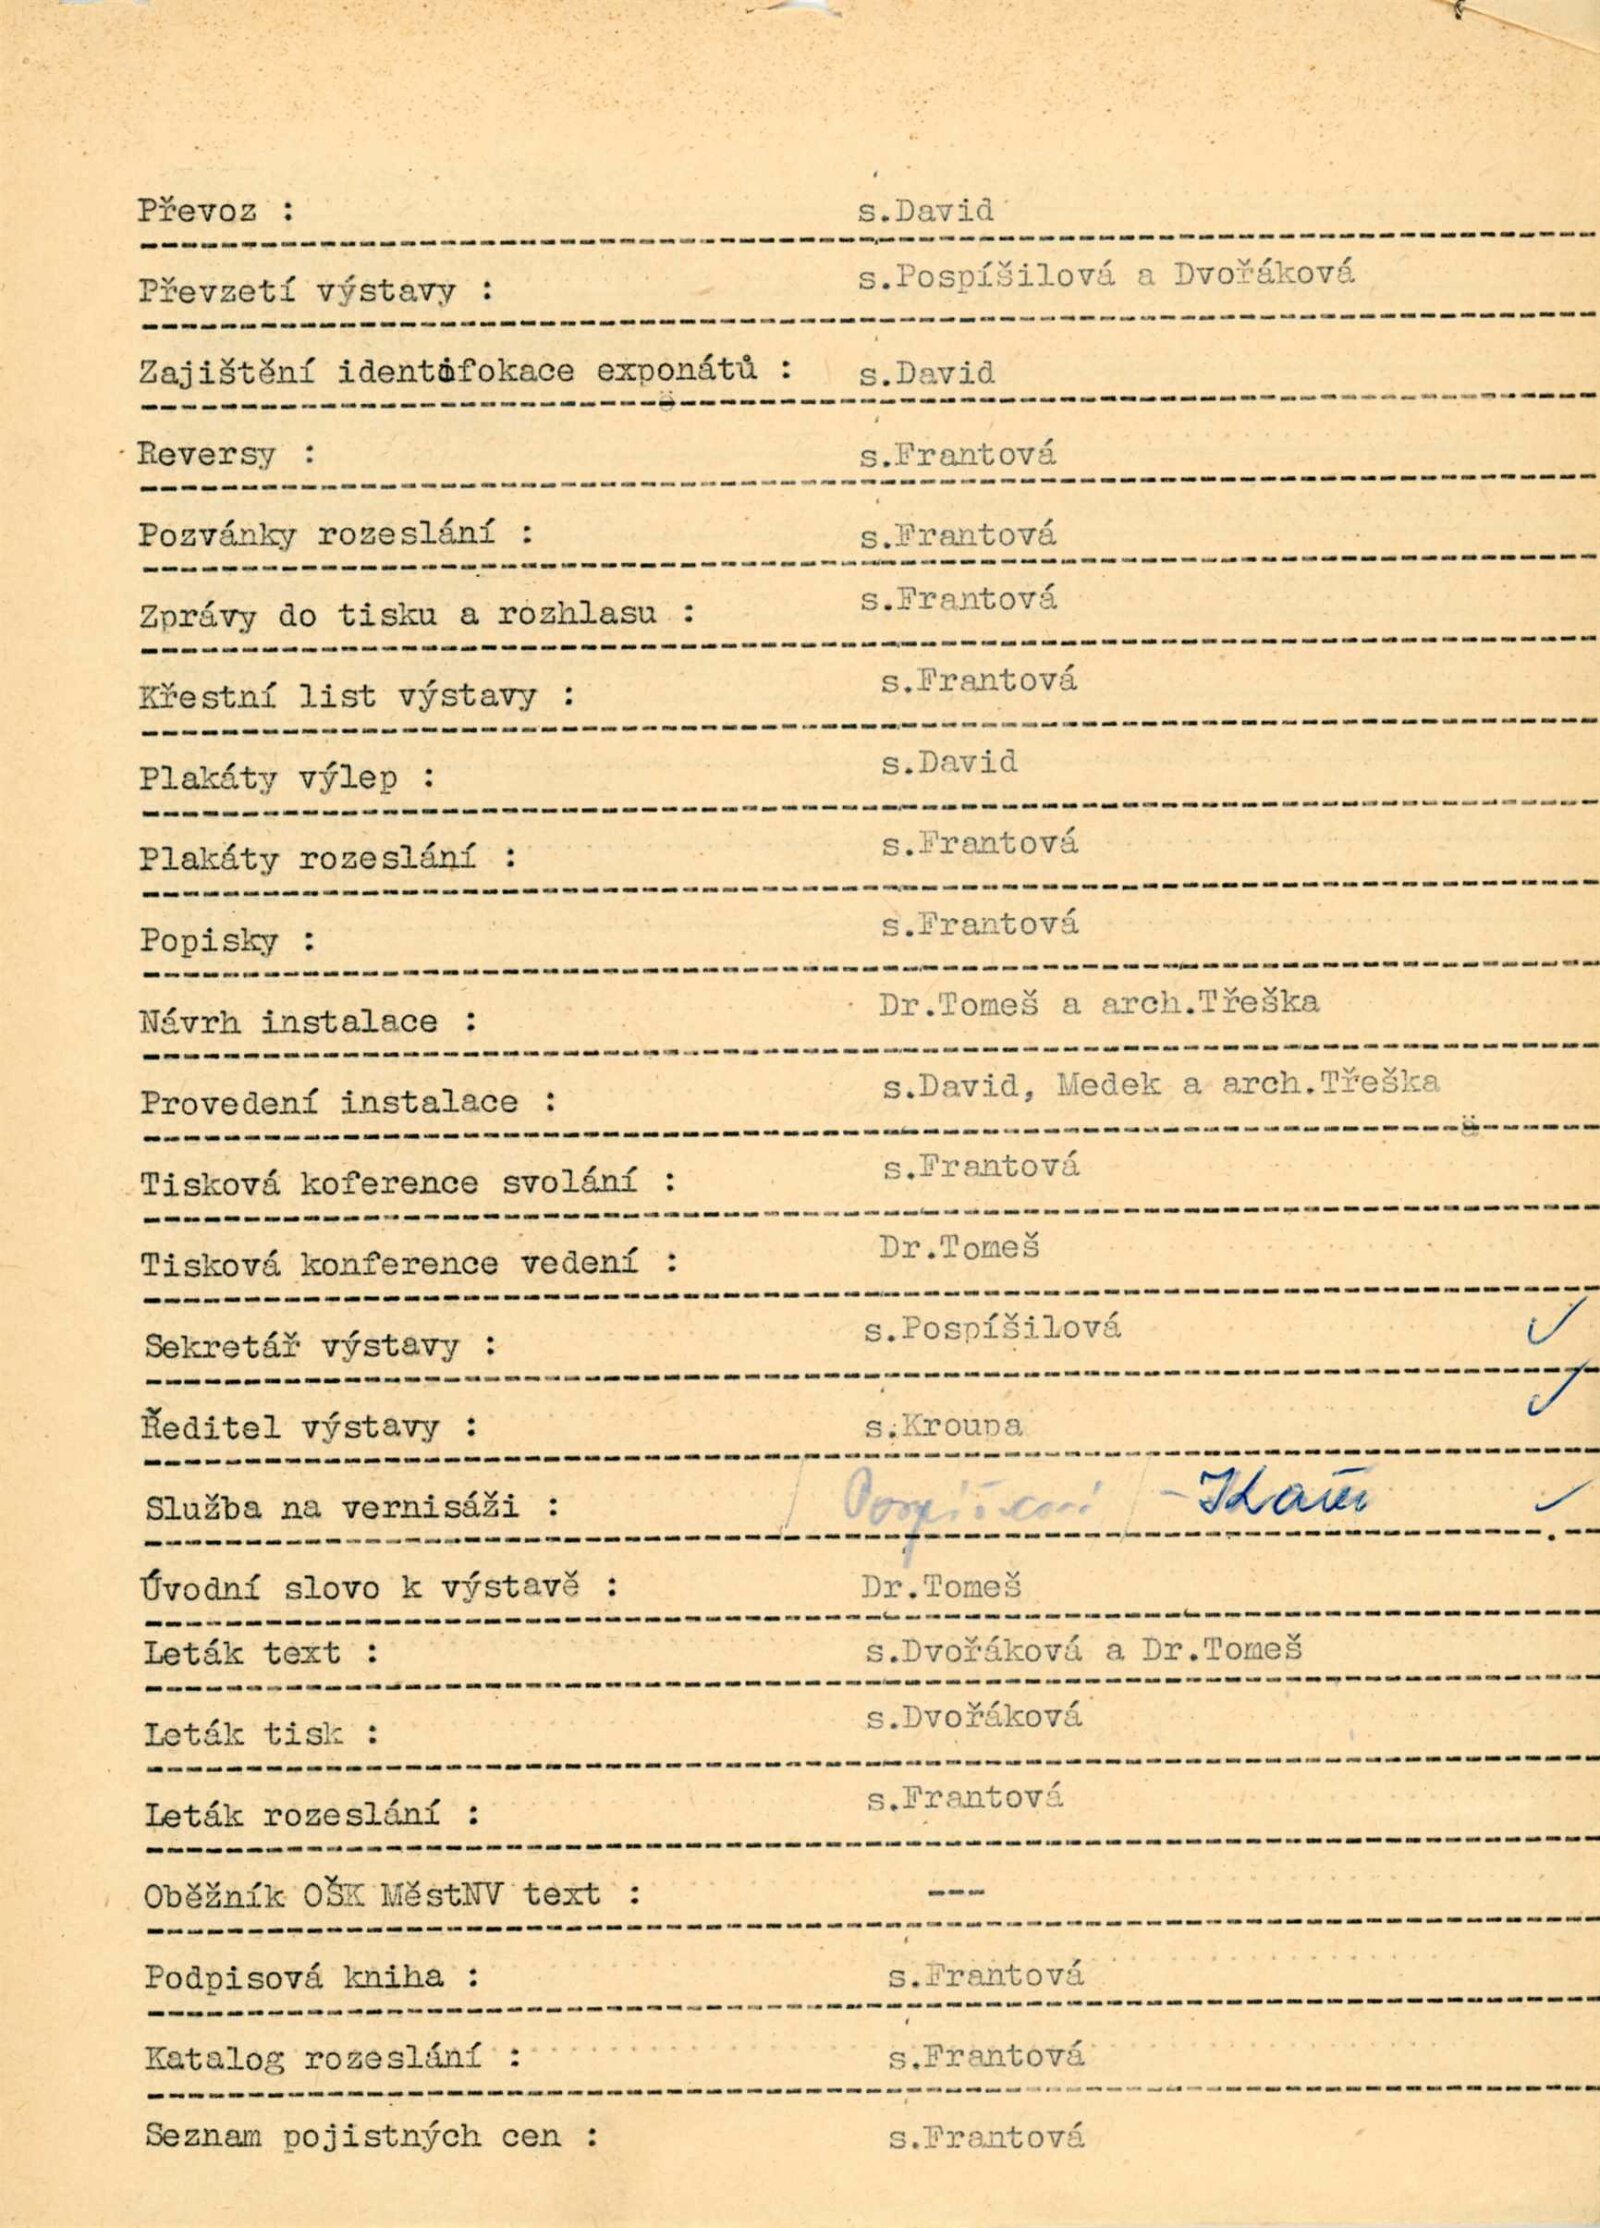 Převoz : s.David
Převzetí výstavy : s.Pospíšilová a Dvořáková
Zajištění identifokace exponátů : s.David
Reversy : s.Frantová
Pozvánky rozeslání : s.Frantová
Zprávy do tisku a rozhlasu : s.Frantová
Křestní list výstavy : s.Frantová
Plakáty výlep : s.David
Plakáty rozeslání : s.Frantová
Popisky : s.Frantová
Návrh instalace : Dr.Tomeš a arch.Třeška
Provedení instalace : s.David, Medek a arch.Třeška
Tisková koference svolání : s.Frantová
Tisková konference vedení : Dr.Tomeš
Sekretář výstavy : s.Pospíšilová
Ředitel výstavy : s.Kroupa
Služba na vernisáži :
Úvodní slovo k výstavě : Dr.Tomeš
Leták text : s.Dvořáková a Dr.Tomeš
Leták tisk : s.Dvořáková
Leták rozeslání : s.Frantová
Oběžník OŠK MěstNV text : ---
Podpisová kniha : s.Frantová
Katalog rozeslání : s.Frantová
Seznam pojistných cen : s.Frantová